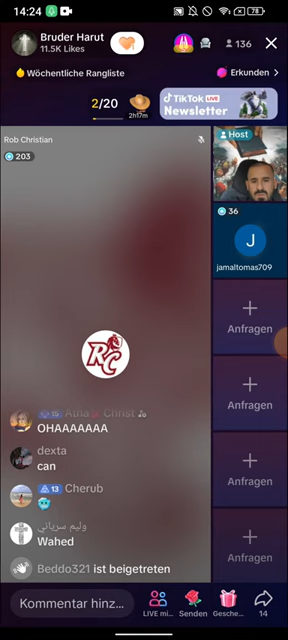 14:24
78
Bruder Harut
11.5K Likes
136
Wöchentliche Rangliste
Erkunden
2/20
2h17m
TikTok LIVE
Newsletter
Rob Christian
203
Host
36
J
jamaltomas709
RC
Anfragen
Anfragen
Anfragen
Anfragen
Christ
OHAAAAAAA
dexta
can
13 Cherub
وليم سرياني
Wahed
Beddo321 ist beigetreten
Kommentar hinz...
LIVE mi...
Senden
Gesche...
14